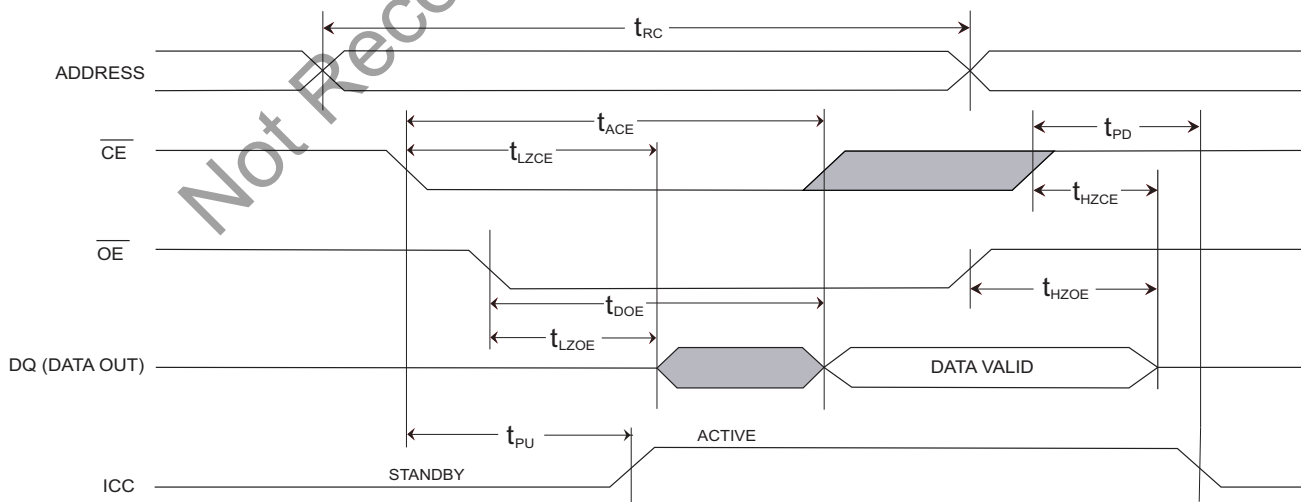 Not Reco
tRC
ADDRESS
tACE
tPD
CE
tLZCE
tHZCE
OE
tHZOE
tDOE
tLZOE
DQ (DATA OUT)
DATA VALID
tPU
ACTIVE
STANDBY
ICC